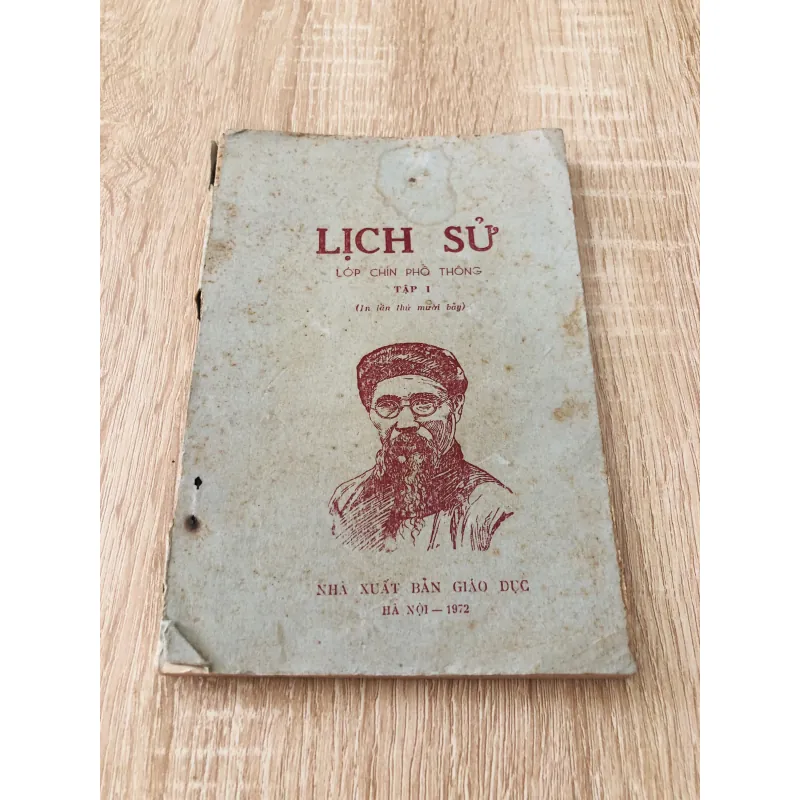 LỊCH SỬ
LỚP CHÍN PHỔ THÔNG
TẬP I
(In lần thứ mười bảy)
NHÀ XUẤT BẢN GIÁO DỤC
HÀ NỘI — 1972